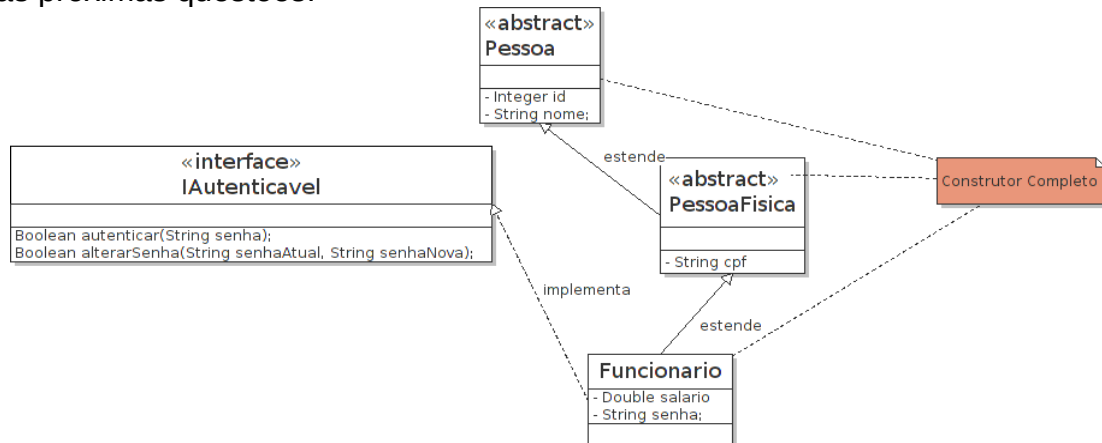 «abstract»
Pessoa
- Integer id
- String nome;
«interface»
IAutenticavel
Boolean autenticar(String senha);
Boolean alterarSenha(String senhaAtual, String senhaNova);
estende
«abstract»
PessoaFisica
- String cpf
Construtor Completo
implementa
estende
Funcionario
- Double salario
- String senha;